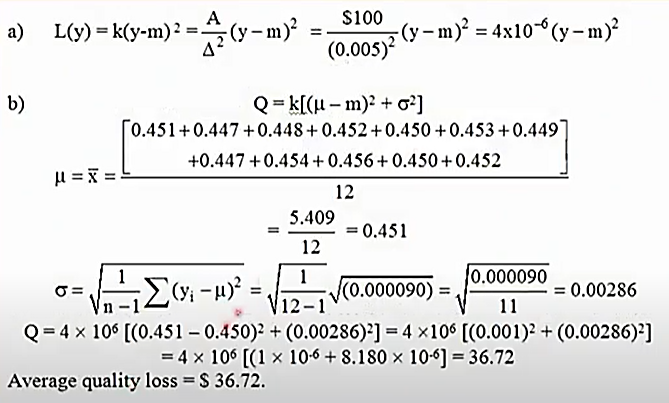 a) L(y) = k(y-m)² = A/Δ² (y − m)² = $100/(0.005)² (y − m)² = 4x10⁻⁶ (y − m)²
b) Q = k[(μ – m)² + σ²]
μ = x̄ = [0.451 + 0.447 + 0.448 + 0.452 + 0.450 + 0.453 + 0.449
+0.447 + 0.454 + 0.456 + 0.450 + 0.452] / 12
= 5.409/12 = 0.451
σ = √(1/(n −1) ∑(yᵢ − μ)²) = √(1/(12 − 1)) √(0.000090) = √(0.000090/11) = 0.00286
Q = 4 × 10⁶ [(0.451 – 0.450)² + (0.00286)²] = 4 ×10⁶ [(0.001)² + (0.00286)²]
= 4 × 10⁶ [(1 × 10⁻⁶ + 8.180 × 10⁻⁶] = 36.72
Average quality loss = $ 36.72.